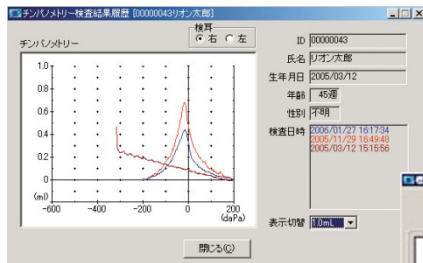 チンパノメトリー検査結果履歴 [00000043リオン太郎]
検耳
右 左
チンパノメトリー
1.0
0.8
0.6
0.4
0.2
0
(ml)
-600 -400 -200 0 200
(daPa)
ID 00000043
氏名 リオン太郎
生年月日 2005/03/12
年齢 45週
性別 不明
検査日時 2006/01/27 16:17:34
2005/11/29 16:49:48
2005/03/12 15:15:56
表示切替 1.0mL
閉じる(C)